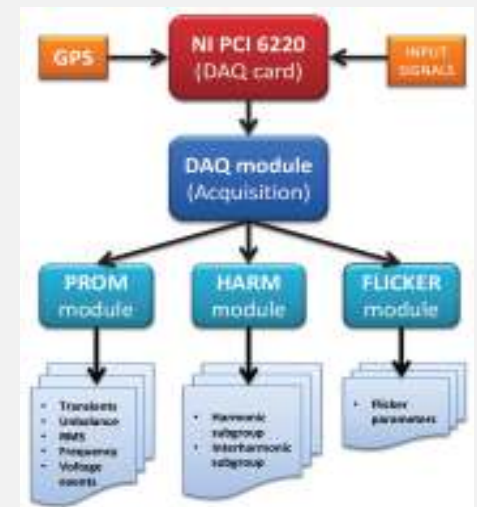 GPS
NI PCI 6220
(DAQ card)
INPUT
SIGNALS
DAQ module
(Acquisition)
PROM
module
HARM
module
FLICKER
module
• Transients
• Unbalance
• RMS
• Frequency
• Voltage
events
• Harmonic
subgroup
• Interharmonic
subgroup
• Flicker
parameters